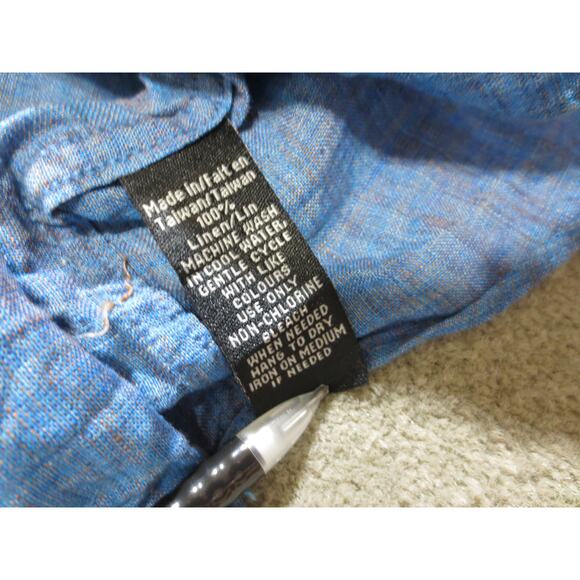 Made in/Fait en
Taiwan/Taiwan
100%
Linen/Lin
MACHINE WASH
IN COOL WATER
GENTLE CYCLE
WITH LIKE
COLOURS
USE ONLY
NON-CHLORINE
BLEACH
WHEN NEEDED
HANG TO DRY
IRON ON MEDIUM
IF NEEDED